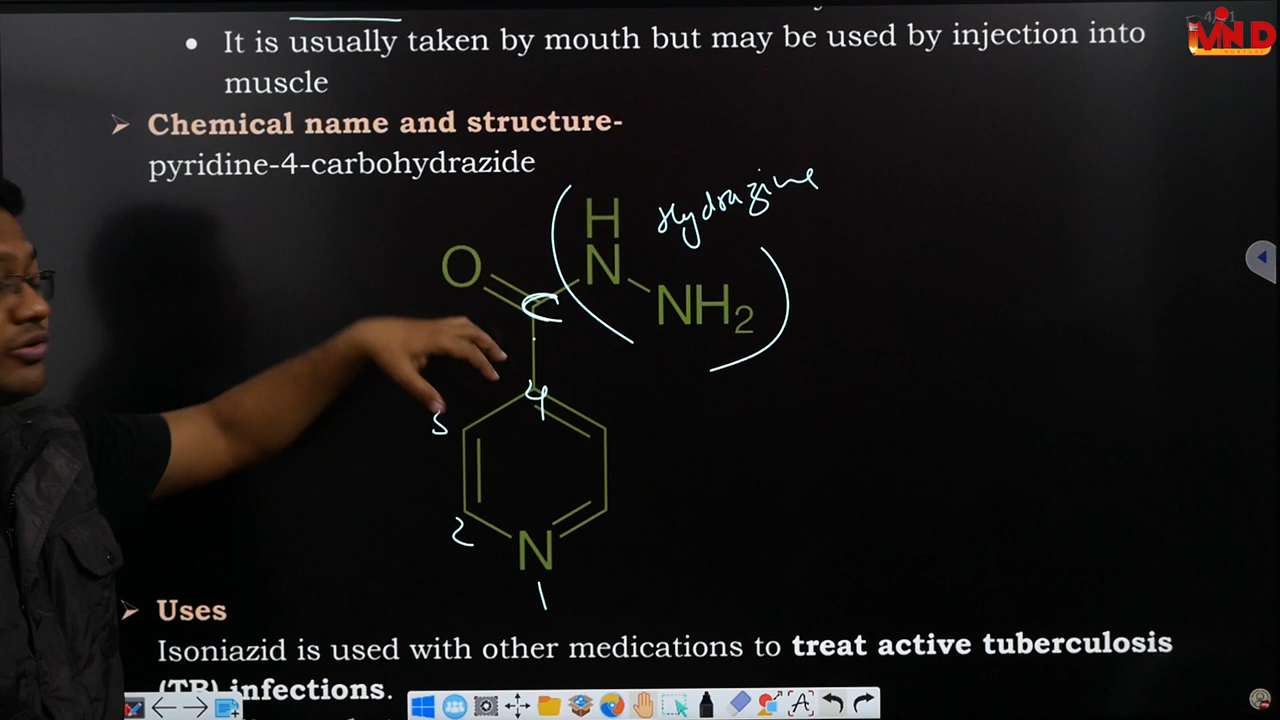 It is usually taken by mouth but may be used by injection into
muscle
Chemical name and structure-
pyridine-4-carbohydrazide
Hydrazine
H
O
N
NH2
C
4
3
2
N
1
Uses
Isoniazid is used with other medications to treat active tuberculosis
(TB) infections.